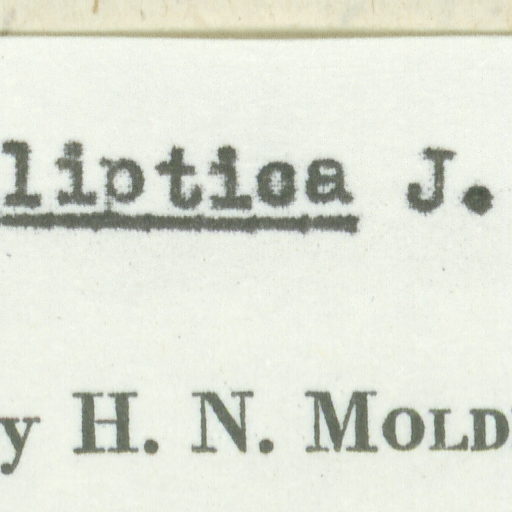 liptica J.
y H. N. MOLD